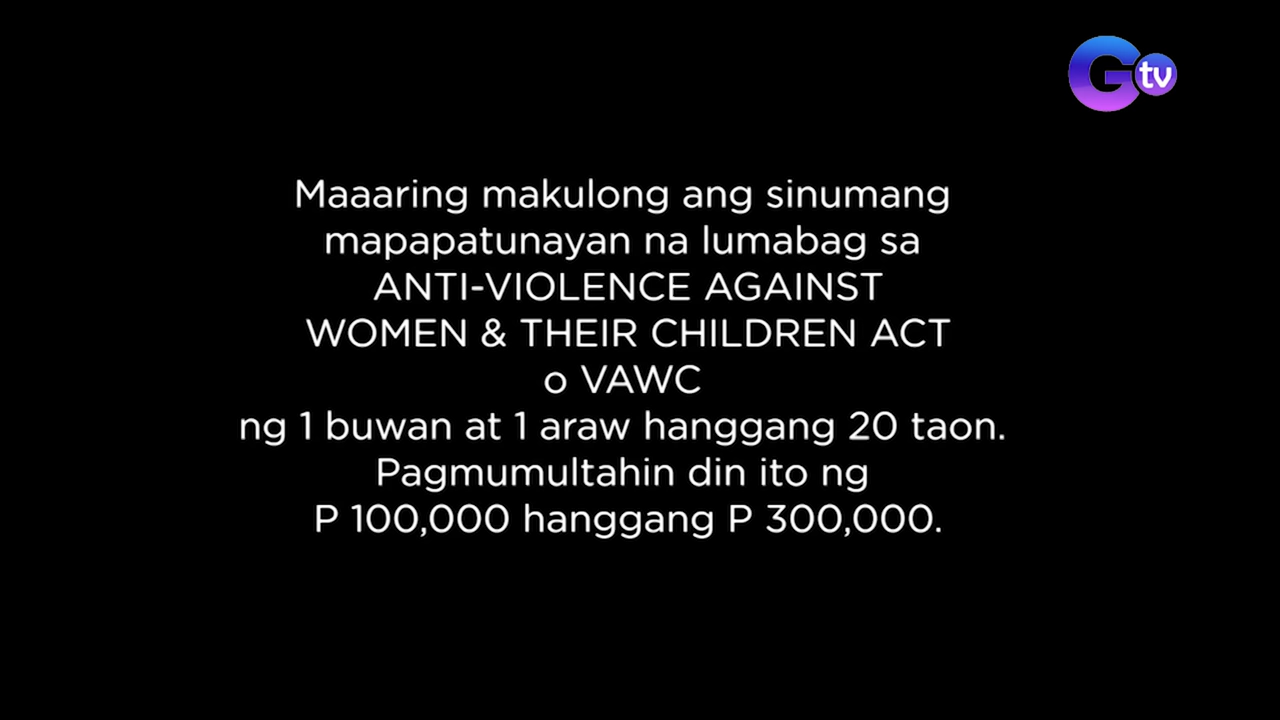 Gtv
Maaaring makulong ang sinumang
mapapatunayan na lumabag sa
ANTI-VIOLENCE AGAINST
WOMEN & THEIR CHILDREN ACT
o VAWC
ng 1 buwan at 1 araw hanggang 20 taon.
Pagmumultahin din ito ng
P 100,000 hanggang P 300,000.